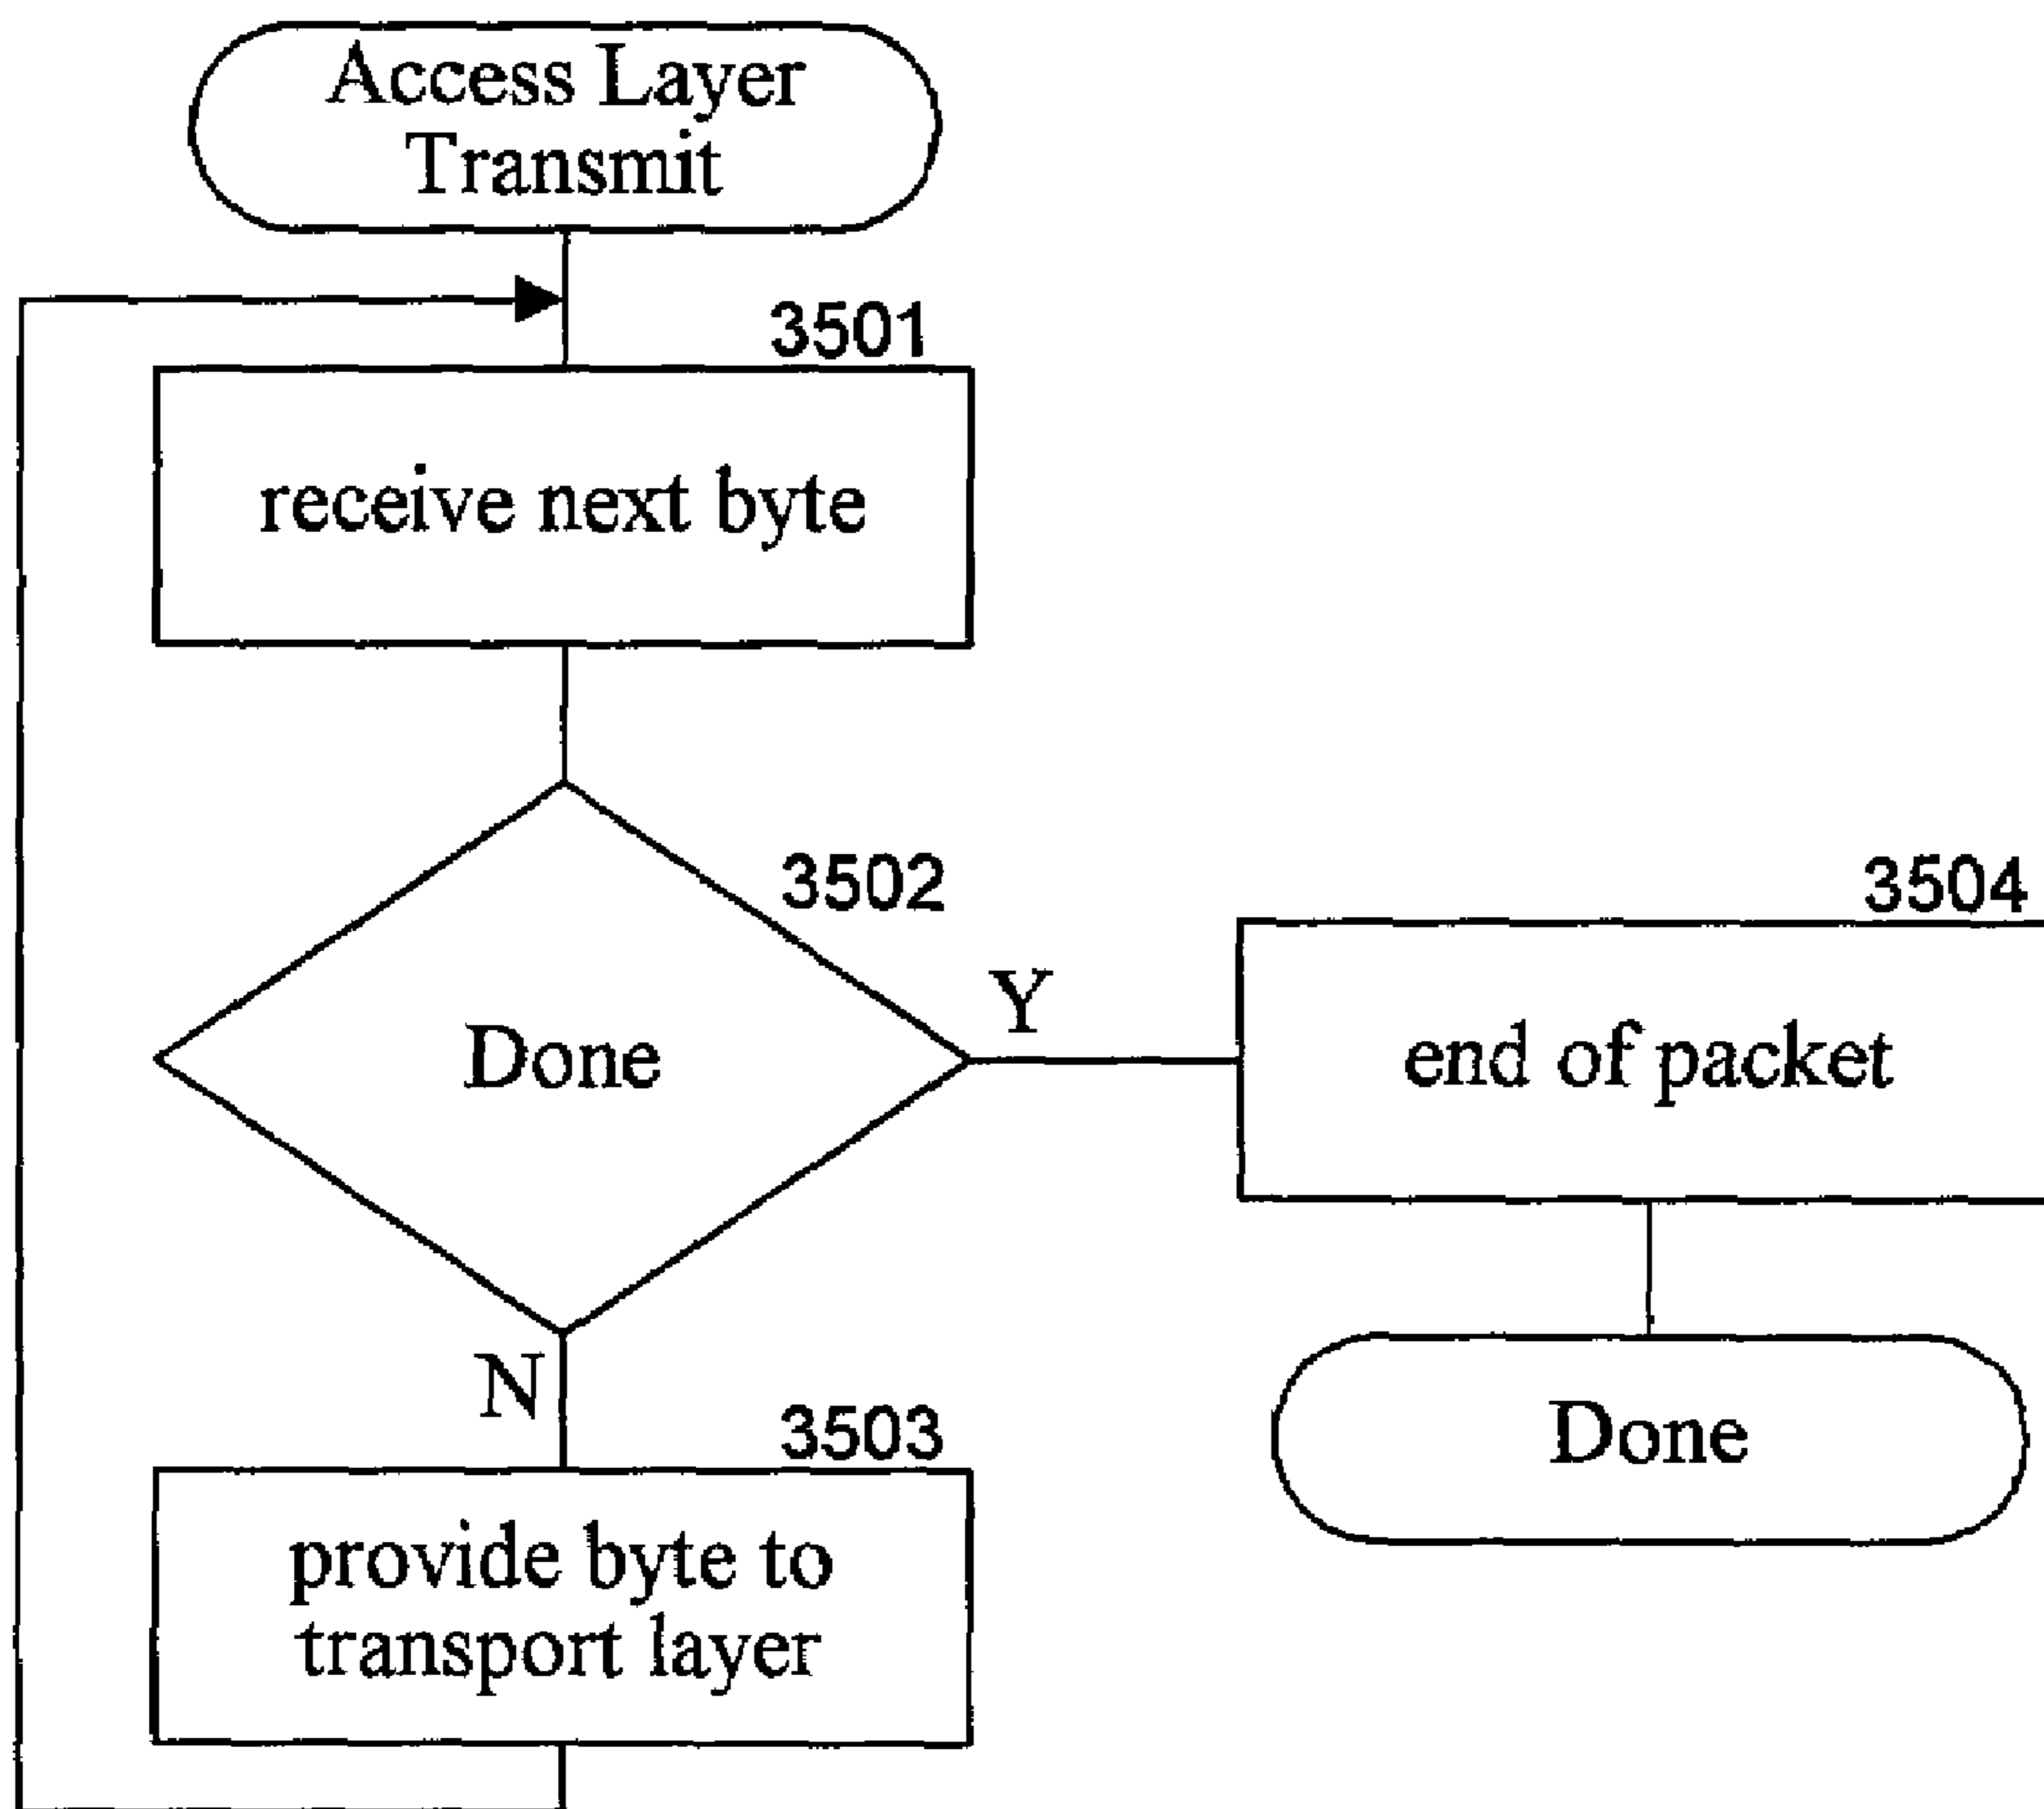 Access Layer
Transmit
3501
receive next byte
3502
Done
Y
3504
end of packet
Done
N
3503
provide byte to
transport layer